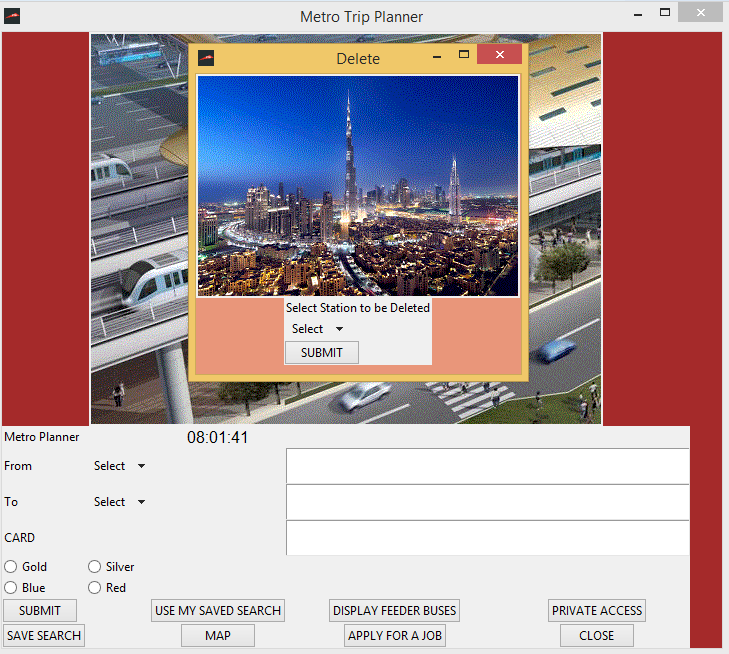 Metro Trip Planner
Delete
Select Station to be Deleted
Select
SUBMIT
Metro Planner 08:01:41
From Select
To Select
CARD
Gold Silver
Blue Red
SUBMIT USE MY SAVED SEARCH DISPLAY FEEDER BUSES PRIVATE ACCESS
SAVE SEARCH MAP APPLY FOR A JOB CLOSE